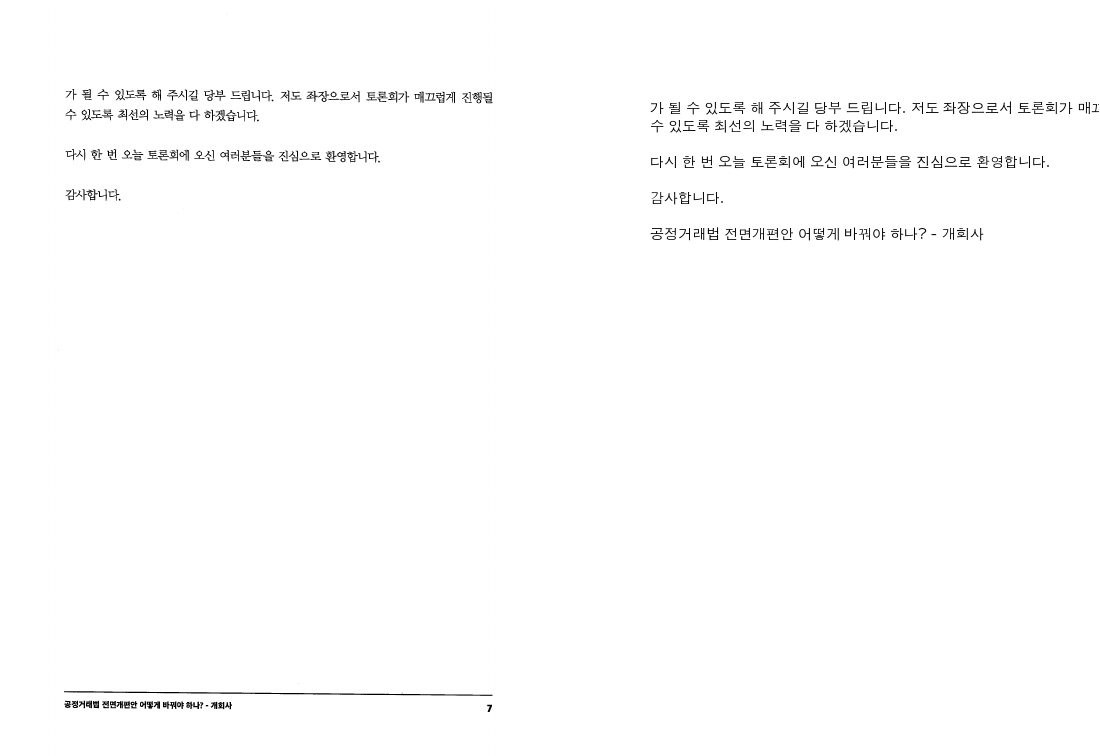 가 될 수 있도록 해 주시길 당부 드립니다. 저도 좌장으로서 토론회가 매끄럽게 진행될
수 있도록 최선의 노력을 다 하겠습니다.
다시 한 번 오늘 토론회에 오신 여러분들을 진심으로 환영합니다.
감사합니다.
공정거래법 전면개편안 어떻게 바꿔야 하나? - 개회사
7
가 될 수 있도록 해 주시길 당부 드립니다. 저도 좌장으로서 토론회가
수 있도록 최선의 노력을 다 하겠습니다.
다시 한 번 오늘 토론회에 오신 여러분들을 진심으로 환영합니다.
감사합니다.
공정거래법 전면개편안 어떻게 바꿔야 하나? - 개회사